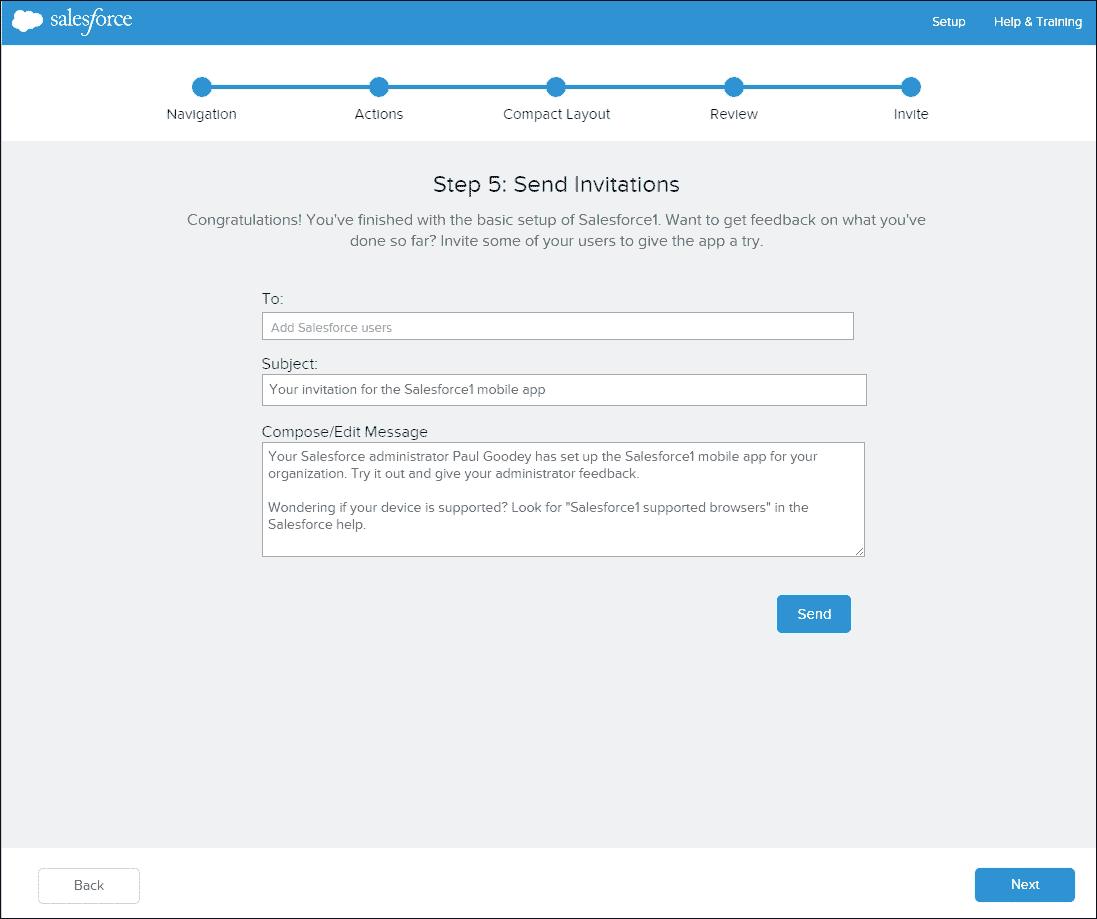 salesforce
Setup
Help & Training
Navigation
Actions
Compact Layout
Review
Invite
Step 5: Send Invitations
Congratulations! You've finished with the basic setup of Salesforce1. Want to get feedback on what you've
done so far? Invite some of your users to give the app a try.
To:
Add Salesforce users
Subject:
Your invitation for the Salesforce1 mobile app
Compose/Edit Message
Your Salesforce administrator Paul Goodey has set up the Salesforce1 mobile app for your
organization. Try it out and give your administrator feedback.
Wondering if your device is supported? Look for "Salesforce1 supported browsers" in the
Salesforce help.
Send
Back
Next